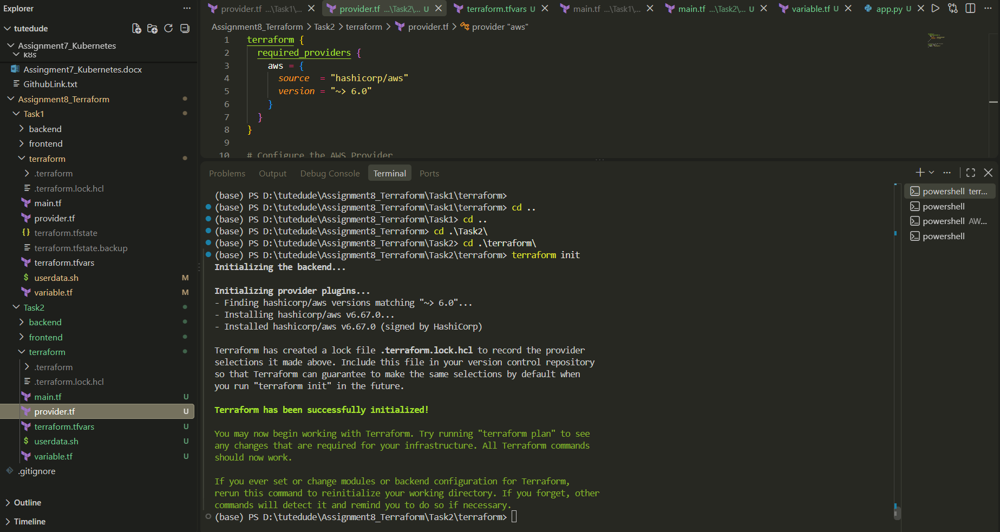 Explorer
tutedude
Assignment7_Kubernetes
k8s
Assingment7_Kubernetes.docx
GithubLink.txt
Assignment8_Terraform
Task1
backend
frontend
terraform
.terraform
.terraform.lock.hcl
main.tf
provider.tf
terraform.tfstate
terraform.tfstate.backup
terraform.tfvars
userdata.sh M
variable.tf M
Task2
backend
frontend
terraform
.terraform
.terraform.lock.hcl
main.tf U
provider.tf U
terraform.tfvars U
userdata.sh U
variable.tf U
.gitignore
Outline
Timeline
provider.tf ...\Task1\... provider.tf ...\Task2\... U terraform.tfvars U main.tf ...\Task1\... main.tf ...\Task2\... U variable.tf U app.py U
Assignment8_Terraform > Task2 > terraform > provider.tf > provider "aws"
1 terraform {
2 required_providers {
3 aws = {
4 source = "hashicorp/aws"
5 version = "~> 6.0"
6 }
7 }
8 }
9
10 # Configure the AWS Provider
Problems Output Debug Console Terminal Ports
(base) PS D:\tutedude\Assignment8_Terraform\Task1\terraform>
(base) PS D:\tutedude\Assignment8_Terraform\Task1\terraform> cd ..
(base) PS D:\tutedude\Assignment8_Terraform\Task1> cd ..
(base) PS D:\tutedude\Assignment8_Terraform> cd .\Task2\
(base) PS D:\tutedude\Assignment8_Terraform\Task2> cd .\terraform\
(base) PS D:\tutedude\Assignment8_Terraform\Task2\terraform> terraform init
Initializing the backend...
Initializing provider plugins...
- Finding hashicorp/aws versions matching "~> 6.0"...
- Installing hashicorp/aws v6.67.0...
- Installed hashicorp/aws v6.67.0 (signed by HashiCorp)
Terraform has created a lock file .terraform.lock.hcl to record the provider
selections it made above. Include this file in your version control repository
so that Terraform can guarantee to make the same selections by default when
you run "terraform init" in the future.
Terraform has been successfully initialized!
You may now begin working with Terraform. Try running "terraform plan" to see
any changes that are required for your infrastructure. All Terraform commands
should now work.
If you ever set or change modules or backend configuration for Terraform,
rerun this command to reinitialize your working directory. If you forget, other
commands will detect it and remind you to do so if necessary.
(base) PS D:\tutedude\Assignment8_Terraform\Task2\terraform>
powershell terr...
powershell
powershell AW...
powershell